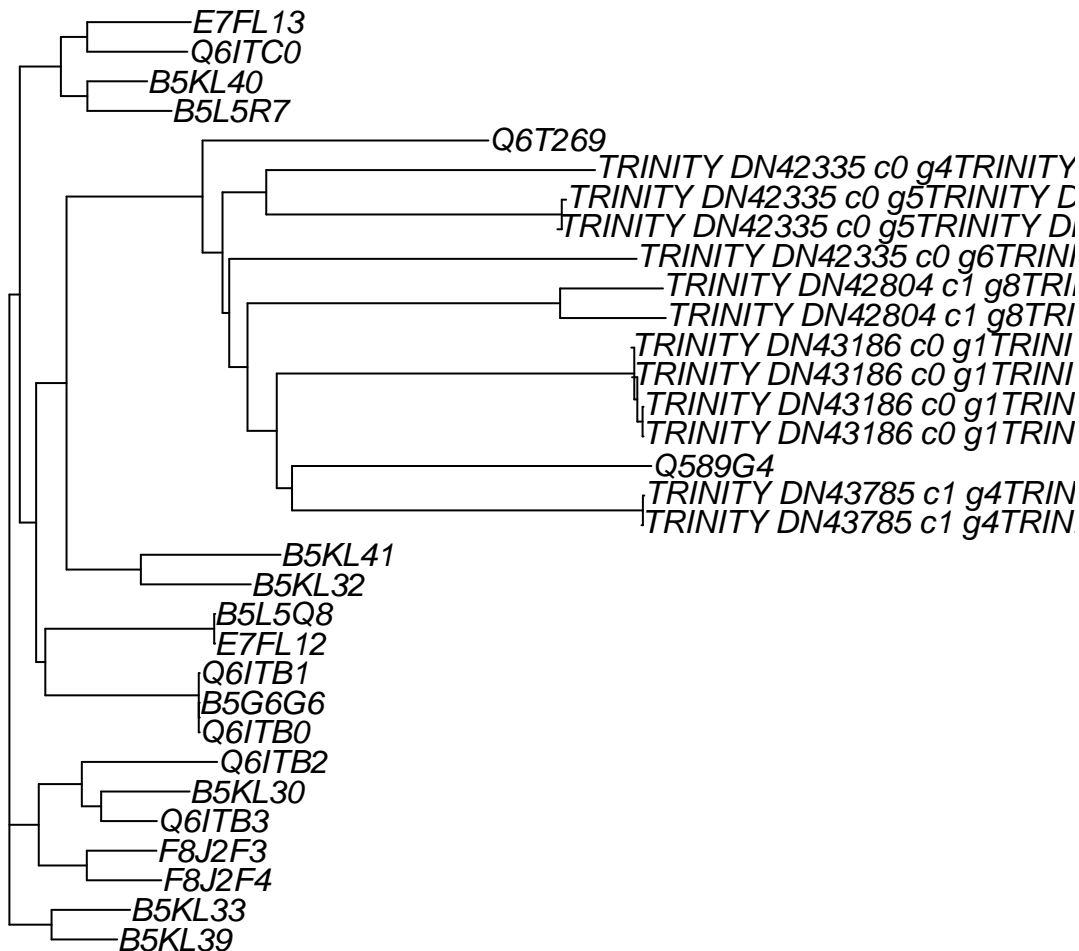 E7FL13
Q6ITC0
B5KL40
B5L5R7
Q6T269
TRINITY DN42335 c0 g4TRINITY
TRINITY DN42335 c0 g5TRINITY D
TRINITY DN42335 c0 g5TRINITY D
TRINITY DN42335 c0 g6TRINI
TRINITY DN42804 c1 g8TRI
TRINITY DN42804 c1 g8TRI
TRINITY DN43186 c0 g1TRINI
TRINITY DN43186 c0 g1TRINI
TRINITY DN43186 c0 g1TRIN
TRINITY DN43186 c0 g1TRIN
Q589G4
TRINITY DN43785 c1 g4TRIN
TRINITY DN43785 c1 g4TRIN
B5KL41
B5KL32
B5L5Q8
E7FL12
Q6ITB1
B5G6G6
Q6ITB0
Q6ITB2
B5KL30
Q6ITB3
F8J2F3
F8J2F4
B5KL33
B5KL39